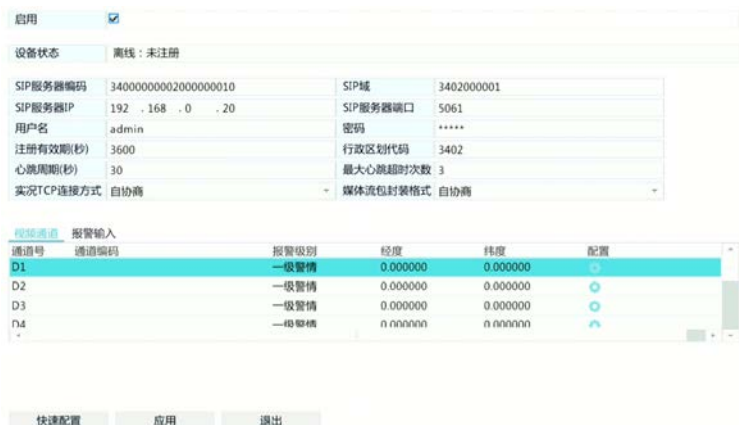 启用
设备状态 离线：未注册
SIP服务器编码 34000000002000000010 SIP域 3402000001
SIP服务器IP 192 . 168 . 0 . 20 SIP服务器端口 5061
用户名 admin 密码 *****
注册有效期(秒) 3600 行政区划代码 3402
心跳周期(秒) 30 最大心跳超时次数 3
实况TCP连接方式 自协商 媒体流包封装格式 自协商
视频通道 报警输入
通道号 通道编码 报警级别 经度 纬度 配置
D1 一级警情 0.000000 0.000000
D2 一级警情 0.000000 0.000000
D3 一级警情 0.000000 0.000000
D4 一级警情 0.000000 0.000000
快速配置 应用 退出